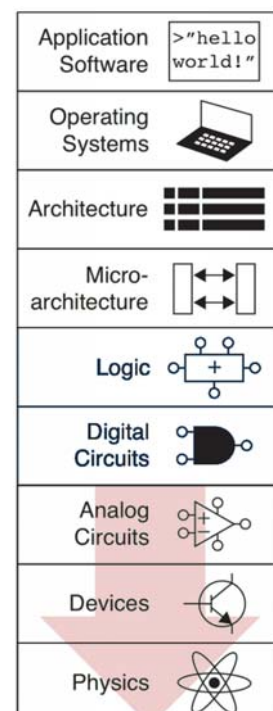 Application
Software
>"hello
world!"
Operating
Systems
Architecture
Micro-
architecture
Logic
+
Digital
Circuits
Analog
Circuits
+
−
Devices
Physics